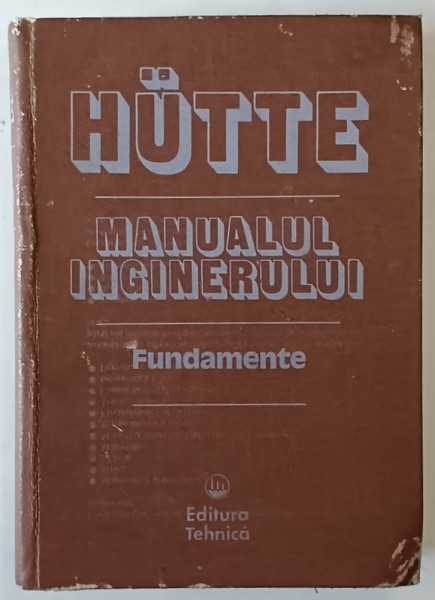 HÜTTE
MANUALUL
INGINERULUI
Fundamente
Editura
Tehnică